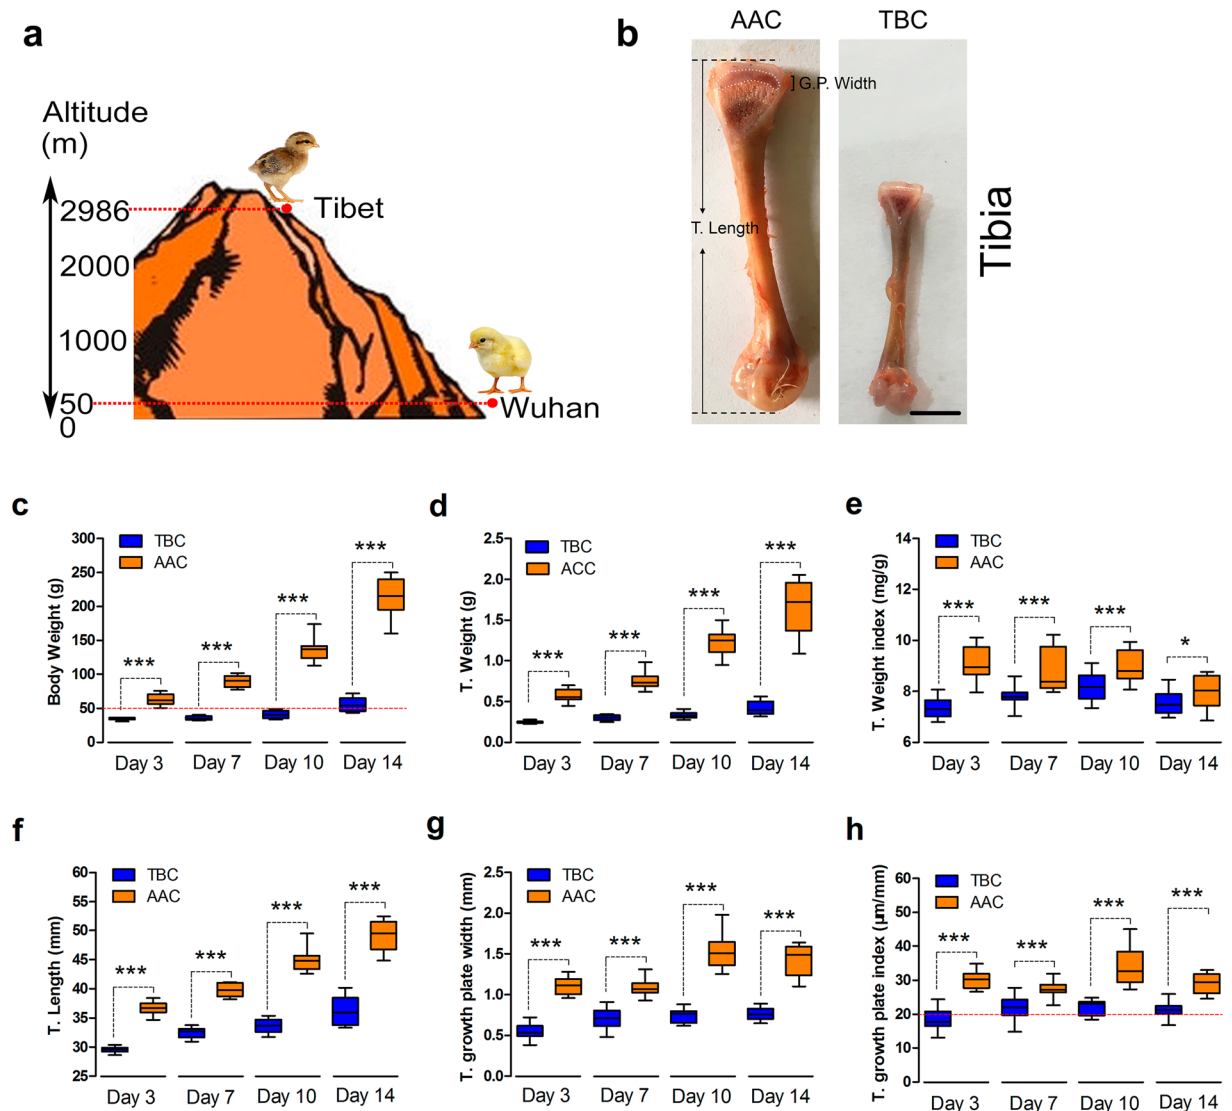 a
Altitude
(m)
2986
Tibet
2000
1000
50
Wuhan
0
b
AAC
TBC
G.P. Width
T. Length
Tibia
c
Body Weight (g)
300
250
200
150
100
50
0
TBC
AAC
***
***
***
***
Day 3
Day 7
Day 10
Day 14
d
T. Weight (g)
2.5
2.0
1.5
1.0
0.5
0.0
TBC
ACC
***
***
***
***
Day 3
Day 7
Day 10
Day 14
e
T. Weight index (mg/g)
14
12
10
8
6
TBC
AAC
***
***
***
*
Day 3
Day 7
Day 10
Day 14
f
T. Length (mm)
60
55
50
45
40
35
30
25
TBC
AAC
***
***
***
***
Day 3
Day 7
Day 10
Day 14
g
T. growth plate width (mm)
2.5
2.0
1.5
1.0
0.5
0.0
TBC
AAC
***
***
***
***
Day 3
Day 7
Day 10
Day 14
h
T. growth plate index (µm/mm)
60
50
40
30
20
10
0
TBC
AAC
***
***
***
***
Day 3
Day 7
Day 10
Day 14